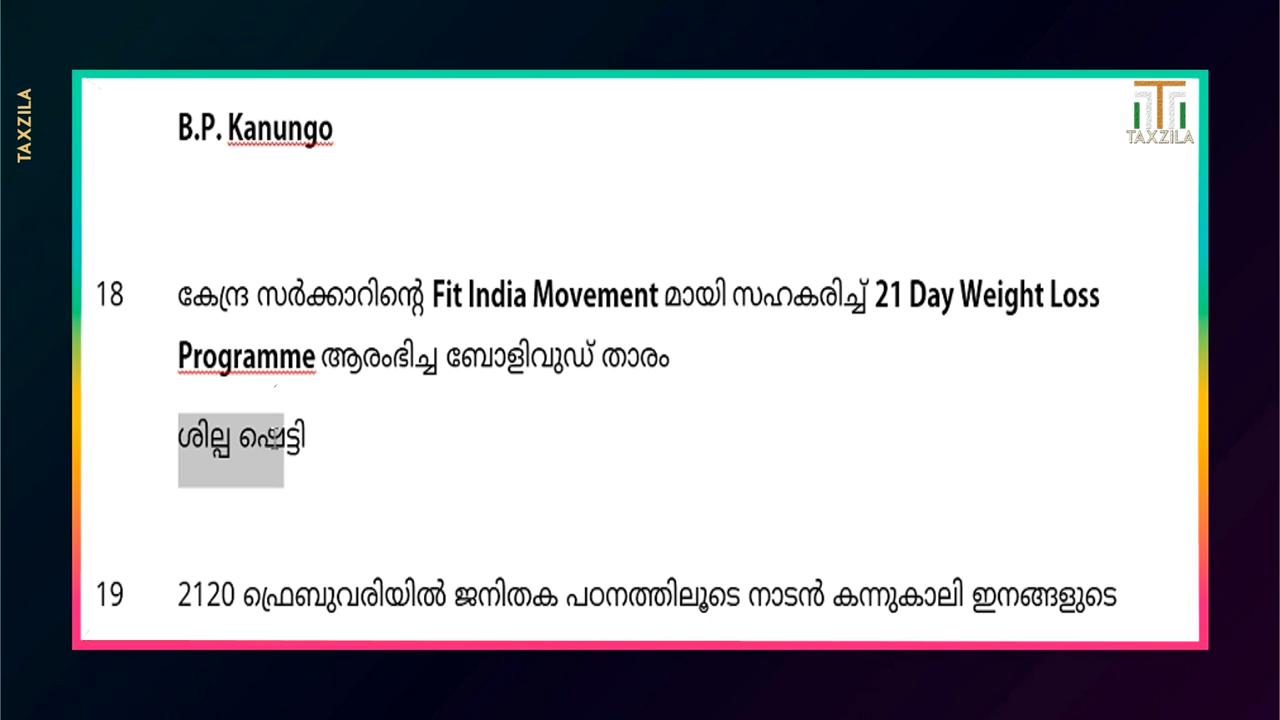 TAXZILA
TAXZILA
B.P. Kanungo
18 കേന്ദ്ര സർക്കാറിന്റെ Fit India Movement മായി സഹകരിച്ച് 21 Day Weight Loss
Programme ആരംഭിച്ച ബോളിവുഡ് താരം
ശില്പ ഷെട്ടി
19 2120 ഫ്രെബുവരിയിൽ ജനിതക പഠനത്തിലൂടെ നാടൻ കന്നുകാലി ഇനങ്ങളുടെ